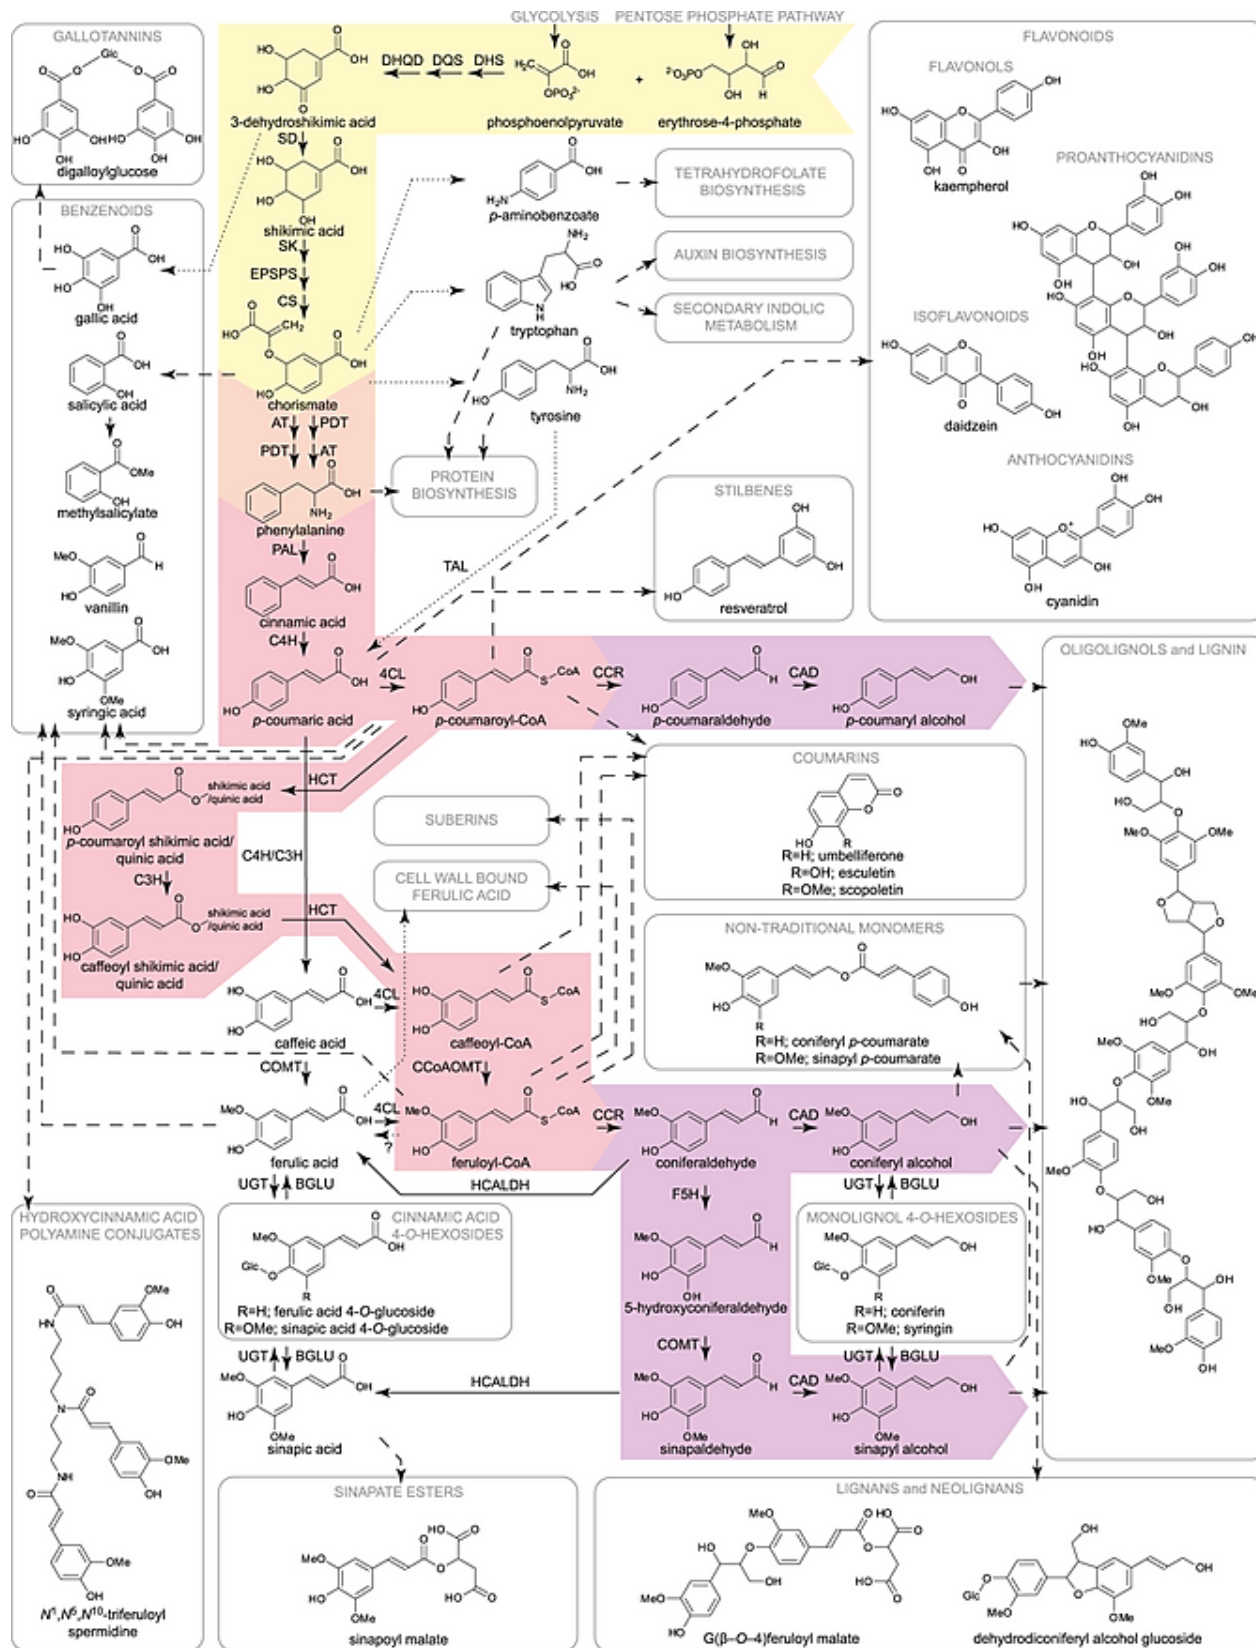 GLYCOLYSIS
PENTOSE PHOSPHATE PATHWAY
GALLOTANNINS
digalloylglucose
DHQD
DQS
DHS
3-dehydroshikimic acid
phosphoenolpyruvate
+
erythrose-4-phosphate
SD
shikimic acid
SK
EPSPS
CS
chorismate
AT
PDT
PDT
AT
phenylalanine
PAL
cinnamic acid
C4H
BENZENOIDS
gallic acid
salicylic acid
methylsalicylate
vanillin
syringic acid
p-aminobenzoate
TETRAHYDROFOLATE
BIOSYNTHESIS
tryptophan
AUXIN BIOSYNTHESIS
SECONDARY INDOLIC
METABOLISM
tyrosine
PROTEIN
BIOSYNTHESIS
TAL
STILBENES
resveratrol
FLAVONOIDS
FLAVONOLS
kaempherol
PROANTHOCYANIDINS
ISOFLAVONOIDS
daidzein
ANTHOCYANIDINS
cyanidin
p-coumaric acid
4CL
p-coumaroyl-CoA
CCR
p-coumaraldehyde
CAD
p-coumaryl alcohol
OLIGOLIGNOLS and LIGNIN
HCT
shikimic acid
/quinic acid
p-coumaroyl shikimic acid/
quinic acid
C3H
shikimic acid
/quinic acid
caffeoyl shikimic acid/
quinic acid
HCT
C4H/C3H
SUBERINS
CELL WALL BOUND
FERULIC ACID
COUMARINS
R=H; umbelliferone
R=OH; esculetin
R=OMe; scopoletin
NON-TRADITIONAL MONOMERS
R=H; coniferyl p-coumarate
R=OMe; sinapyl p-coumarate
caffeic acid
4CL
caffeoyl-CoA
COMT
CCoAOMT
ferulic acid
4CL
?
feruloyl-CoA
CCR
coniferaldehyde
CAD
coniferyl alcohol
HCALDH
UGT
BGLU
F5H
UGT
BGLU
HYDROXYCINNAMIC ACID
POLYAMINE CONJUGATES
N1,N5,N10-triferuloyl
spermidine
CINNAMIC ACID
4-O-HEXOSIDES
R=H; ferulic acid 4-O-glucoside
R=OMe; sinapic acid 4-O-glucoside
5-hydroxyconiferaldehyde
MONOLIGNOL 4-O-HEXOSIDES
R=H; coniferin
R=OMe; syringin
UGT
BGLU
COMT
UGT
BGLU
sinapic acid
HCALDH
sinapaldehyde
CAD
sinapyl alcohol
SINAPATE ESTERS
sinapoyl malate
LIGNANS and NEOLIGNANS
G(β-O-4)feruloyl malate
dehydrodiconiferyl alcohol glucoside